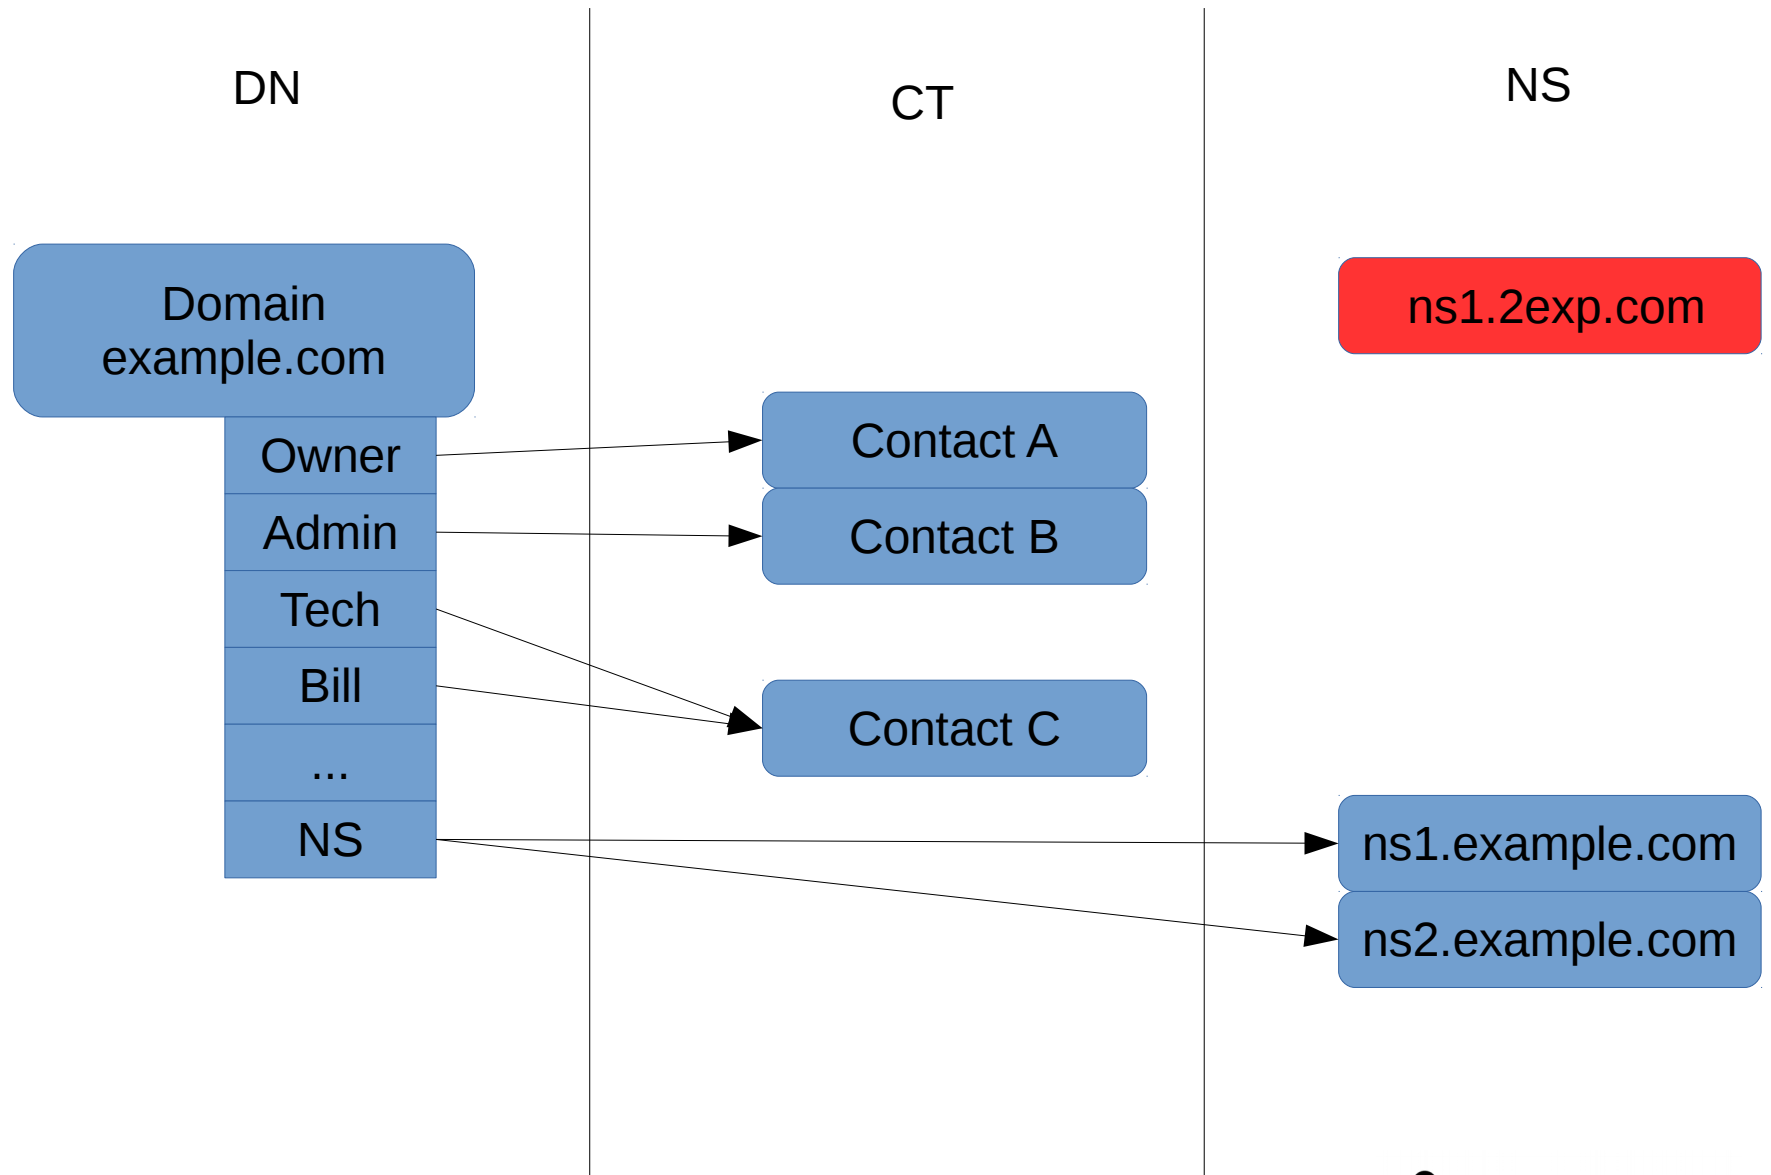 DN
CT
NS
Domain
example.com
Owner
Admin
Tech
Bill
...
NS
Contact A
Contact B
Contact C
ns1.2exp.com
ns1.example.com
ns2.example.com